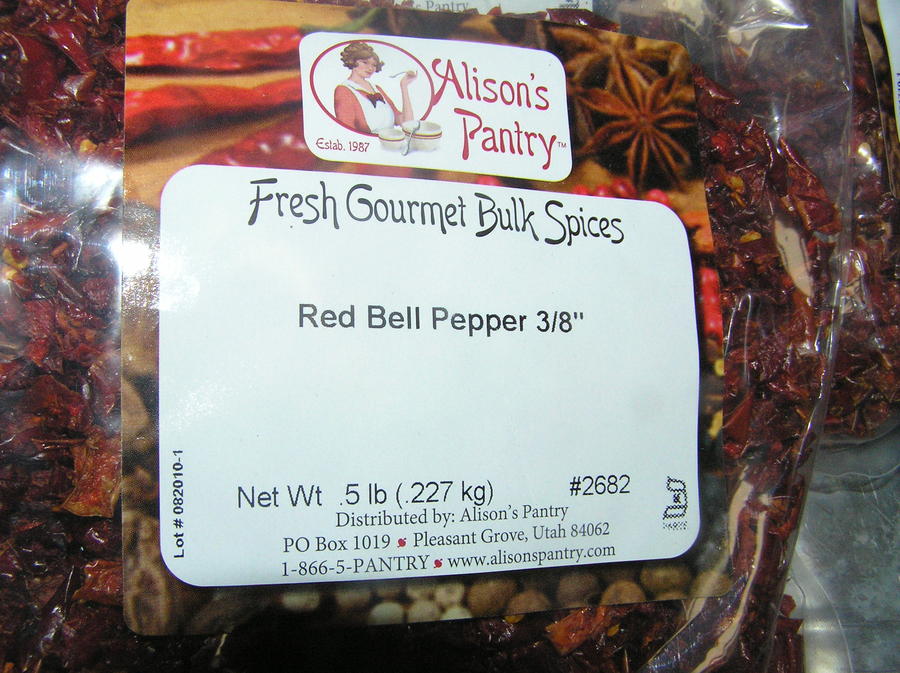 Pantry
Alison's
Pantry™
Estab. 1987
Fresh Gourmet Bulk Spices
Red Bell Pepper 3/8"
Lot # 082010-1
Net Wt .5 lb (.227 kg) #2682
Distributed by: Alison's Pantry
PO Box 1019 Pleasant Grove, Utah 84062
1-866-5-PANTRY www.alisonspantry.com